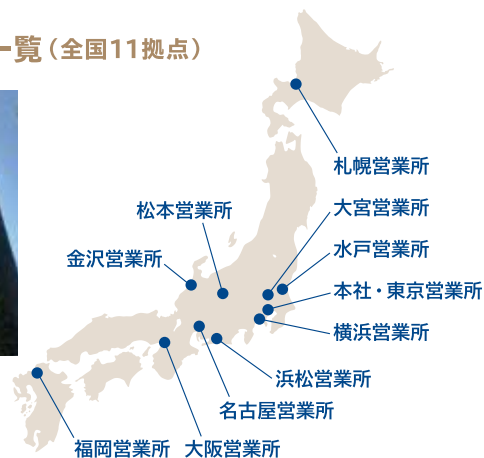 一覧（全国11拠点）
札幌営業所
松本営業所
大宮営業所
水戸営業所
金沢営業所
本社・東京営業所
横浜営業所
浜松営業所
名古屋営業所
福岡営業所
大阪営業所